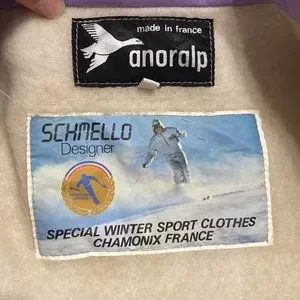 made in france
anoralp
SCHMELLO
Designer
SPECIAL WINTER SPORT CLOTHES
CHAMONIX FRANCE